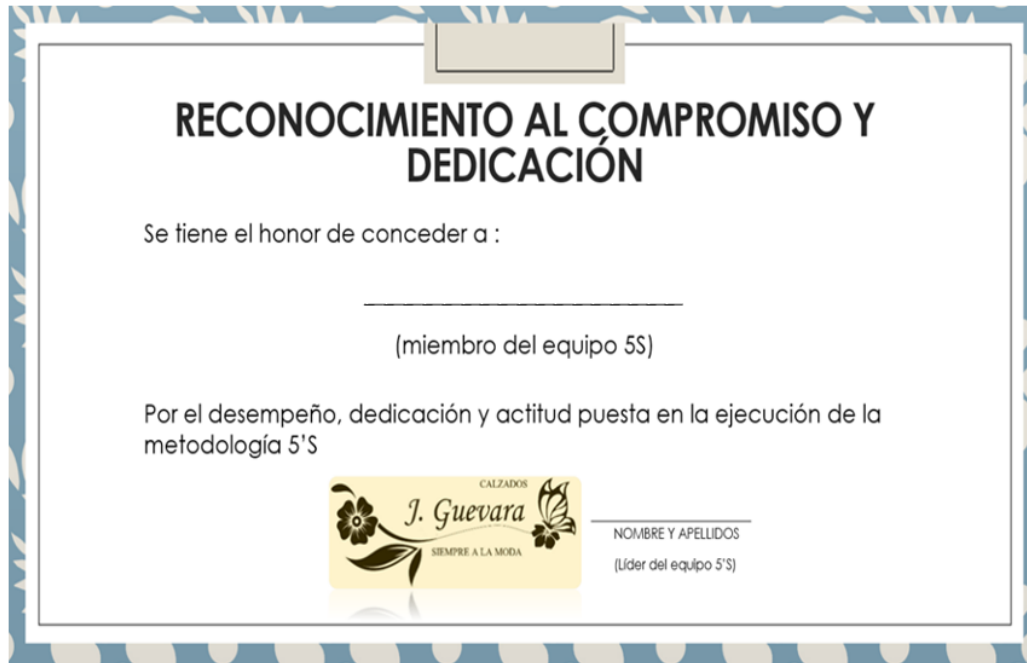 RECONOCIMIENTO AL COMPROMISO Y
DEDICACIÓN
Se tiene el honor de conceder a :
(miembro del equipo 5S)
Por el desempeño, dedicación y actitud puesta en la ejecución de la
metodología 5'S
CALZADOS
J. Guevara
SIEMPRE A LA MODA
NOMBRE Y APELLIDOS
(Líder del equipo 5'S)